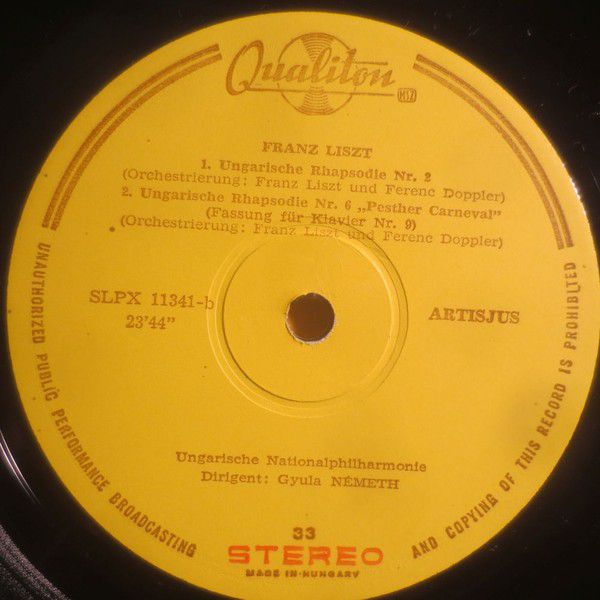 Qualiton
MSZ
FRANZ LISZT
1. Ungarische Rhapsodie Nr. 2
(Orchestrierung: Franz Liszt und Ferenc Doppler)
2. Ungarische Rhapsodie Nr. 6 „Pesther Carneval”
(Fassung für Klavier Nr. 9)
(Orchestrierung: Franz Liszt und Ferenc Doppler)
SLPX 11341-b
23'44”
ARTISJUS
Ungarische Nationalphilharmonie
Dirigent: Gyula NÉMETH
33
STEREO
MADE IN HUNGARY
UNAUTHORIZED PUBLIC PERFORMANCE BROADCASTING AND COPYING OF THIS RECORD IS PROHIBITED